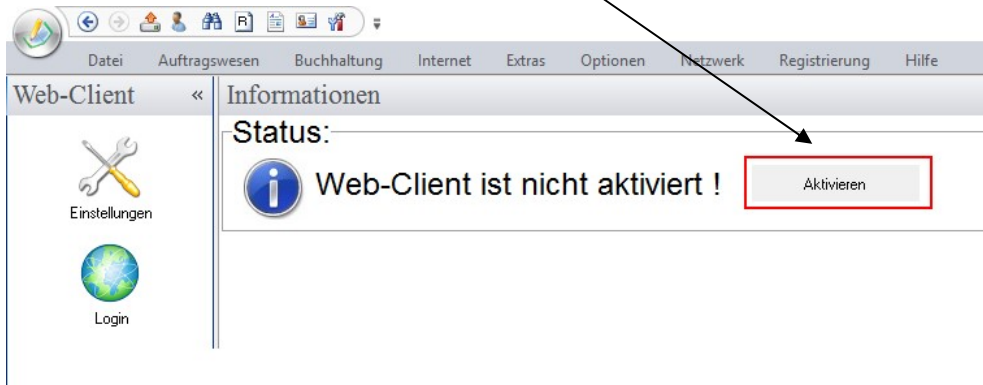 R
Datei Auftragswesen Buchhaltung Internet Extras Optionen Netzwerk Registrierung Hilfe
Web-Client « Informationen
Status:
Web-Client ist nicht aktiviert ! Aktivieren
Einstellungen
Login